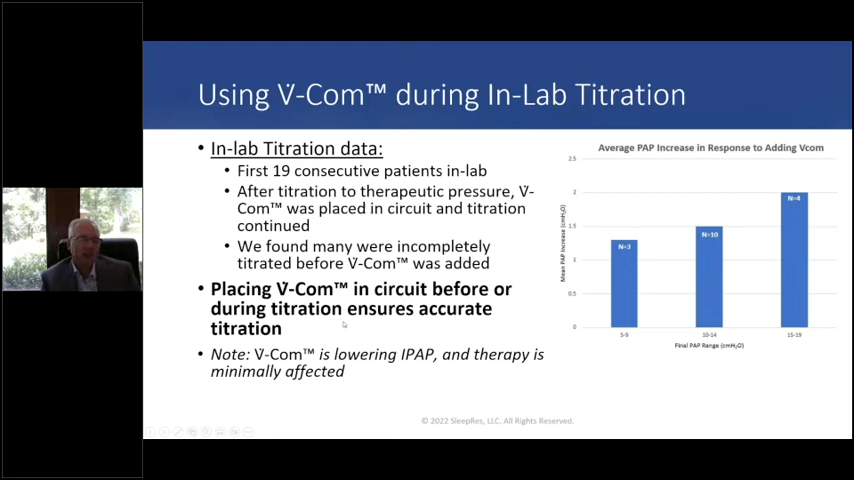 Using V̇-Com™ during In-Lab Titration
• In-lab Titration data:
• First 19 consecutive patients in-lab
• After titration to therapeutic pressure, V̇-
Com™ was placed in circuit and titration
continued
• We found many were incompletely
titrated before V̇-Com™ was added
• Placing V̇-Com™ in circuit before or
during titration ensures accurate
titration
• Note: V̇-Com™ is lowering IPAP, and therapy is
minimally affected
Average PAP Increase in Response to Adding Vcom
Mean PAP Increase (cmH₂O)
2.5
2
1.5
1
0.5
0
N=3
N=10
N=4
5-9
10-14
15-19
Final PAP Range (cmH₂O)
© 2022 SleepRes, LLC. All Rights Reserved.